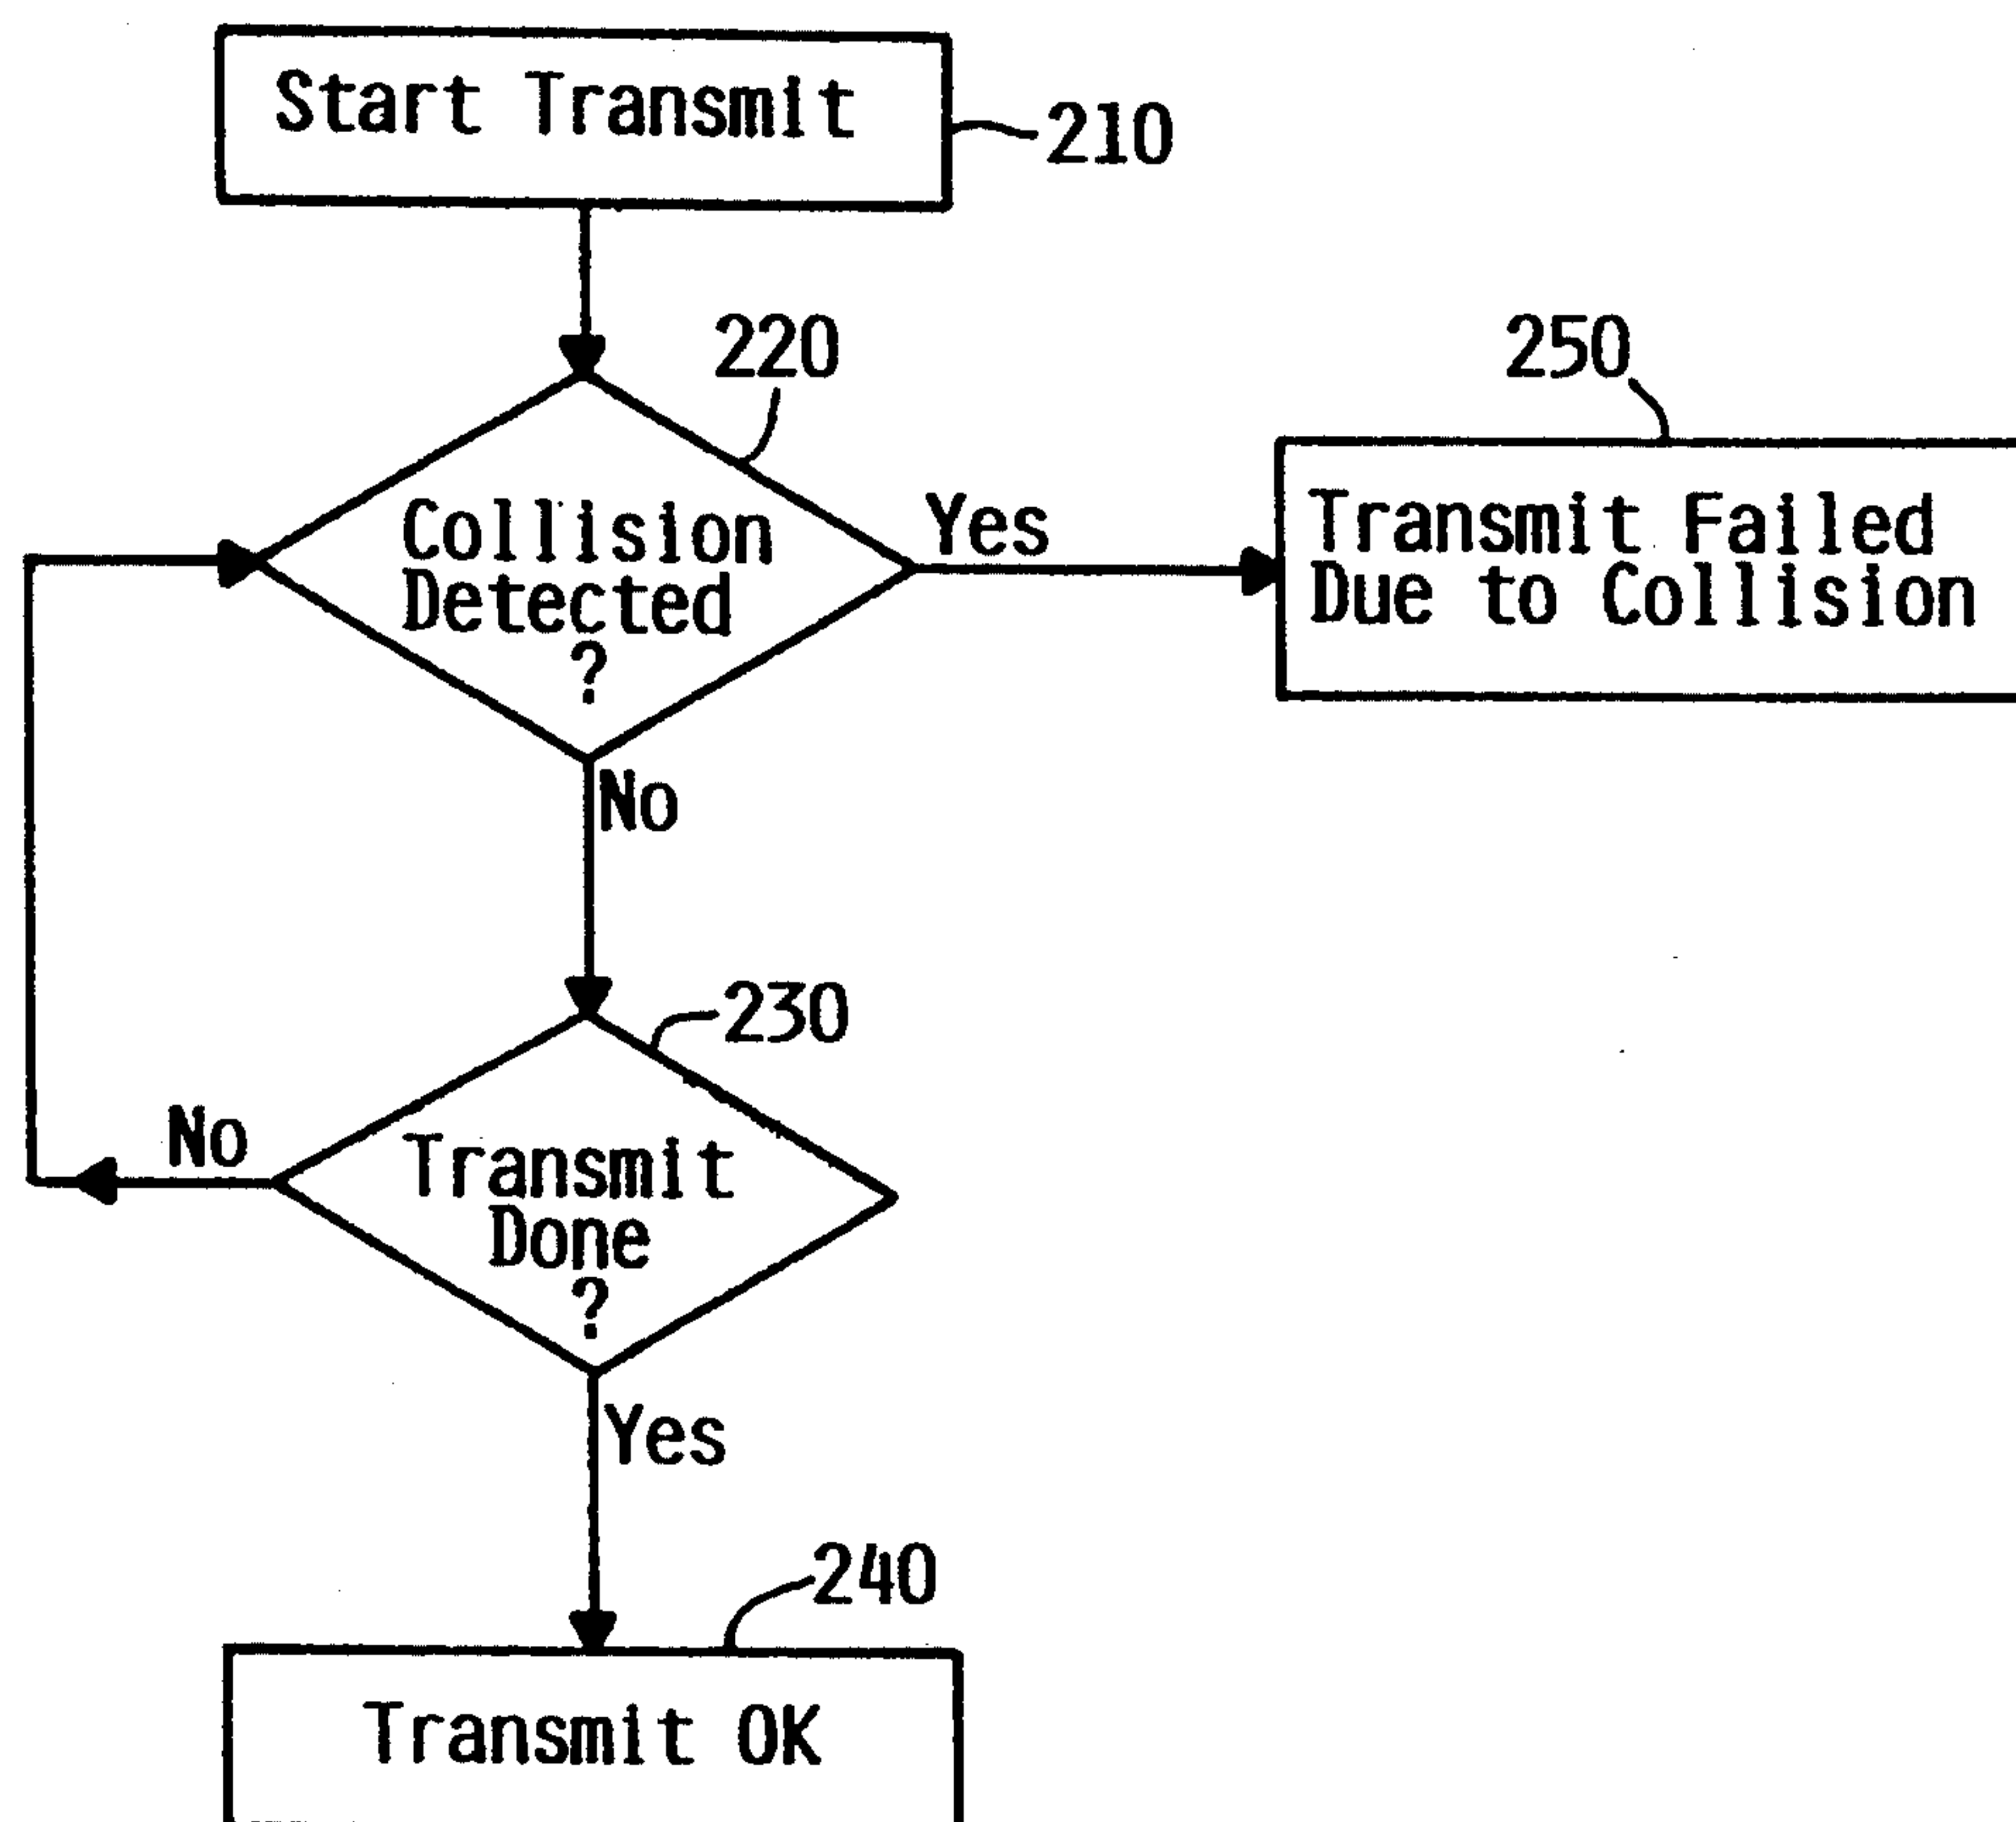 Start Transmit
210
220
250
Collision
Detected
?
Yes
Transmit Failed
Due to Collision
No
230
No
Transmit
Done
?
Yes
240
Transmit OK